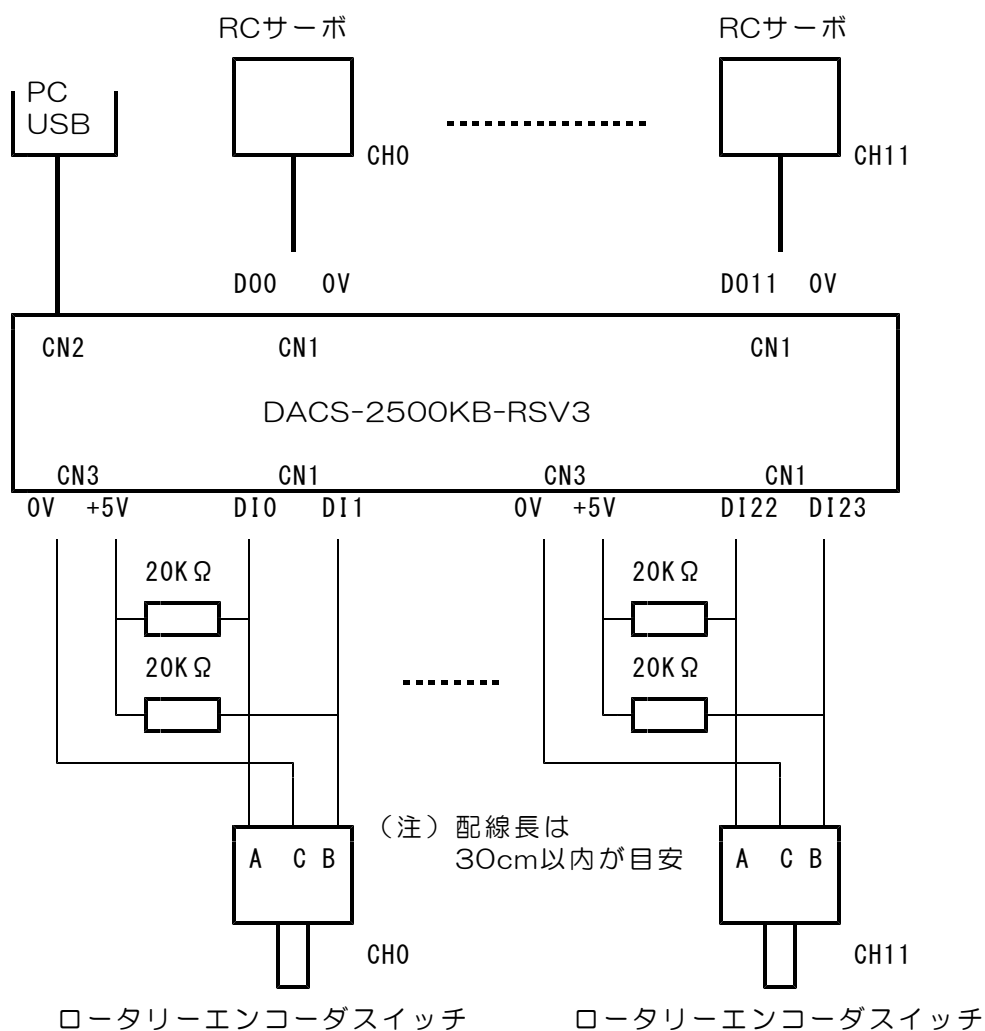 RCサーボ RCサーボ
PC
USB
CH0 CH11
DO0 0V DO11 0V
CN2 CN1 CN1
DACS-2500KB-RSV3
CN3 CN1 CN3 CN1
0V +5V DI0 DI1 0V +5V DI22 DI23
20KΩ 20KΩ
20KΩ 20KΩ
(注) 配線長は
30cm以内が目安
A C B A C B
CH0 CH11
ロータリーエンコーダスイッチ ロータリーエンコーダスイッチ